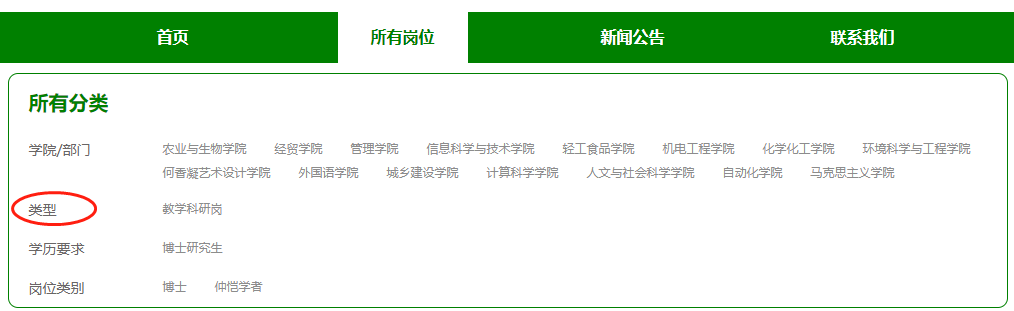 首页 所有岗位 新闻公告 联系我们
所有分类
学院/部门 农业与生物学院 经贸学院 管理学院 信息科学与技术学院 轻工食品学院 机电工程学院 化学化工学院 环境科学与工程学院
何香凝艺术设计学院 外国语学院 城乡建设学院 计算科学学院 人文与社会科学学院 自动化学院 马克思主义学院
类型 教学科研岗
学历要求 博士研究生
岗位类别 博士 仲恺学者